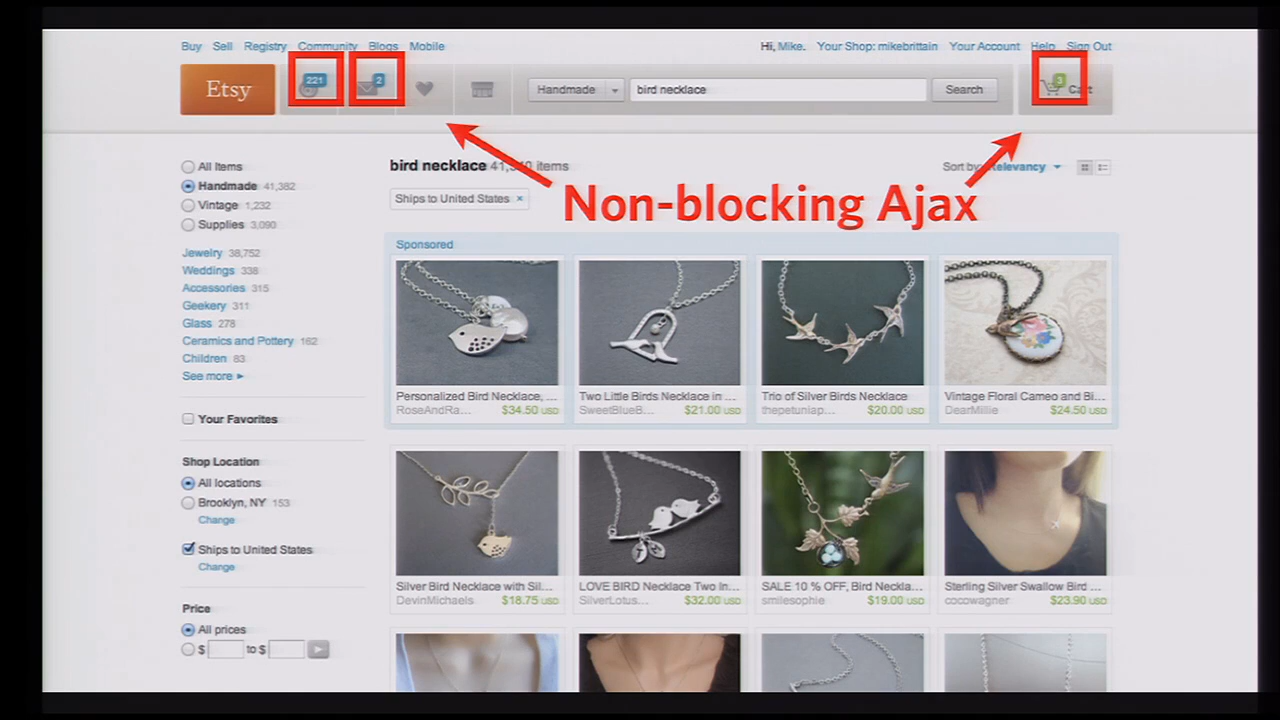 Buy Sell Registry Community Blogs Mobile
Hi, Mike. Your Shop: mikebrittain Your Account Help Sign Out
Etsy
221
2
Handmade
bird necklace
Search
3
Cart
Non-blocking Ajax
All Items
Handmade 41,382
Vintage 1,232
Supplies 3,090
Jewelry 38,752
Weddings 338
Accessories 315
Geekery 311
Glass 278
Ceramics and Pottery 162
Children 83
See more
Your Favorites
Shop Location
All locations
Brooklyn, NY 153
Change
Ships to United States
Change
Price
All prices
$ to $
bird necklace items
Sort by: Relevancy
Ships to United States ×
Sponsored
Personalized Bird Necklace, ...
RoseAndRa... $34.50 USD
Two Little Birds Necklace in ...
SweetBlueB... $21.00 USD
Trio of Silver Birds Necklace
thepetuniap... $20.00 USD
Vintage Floral Cameo and Bi...
DearMillie $24.50 USD
Silver Bird Necklace with Sil...
DevinMichaels $18.75 USD
LOVE BIRD Necklace Two In...
SilverLotus... $32.00 USD
SALE 10 % OFF, Bird Neckla...
smilesophie $19.00 USD
Sterling Silver Swallow Bird ...
cocowagner $23.90 USD